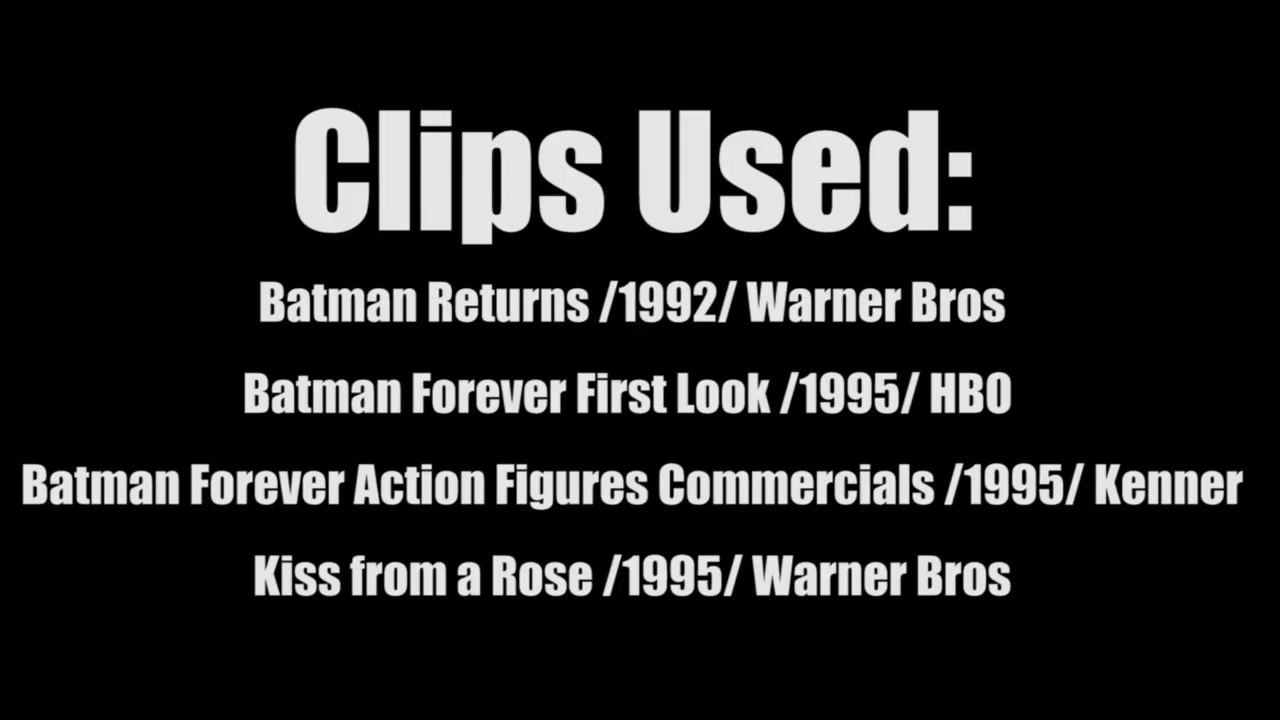 Clips Used:
Batman Returns /1992/ Warner Bros
Batman Forever First Look /1995/ HBO
Batman Forever Action Figures Commercials /1995/ Kenner
Kiss from a Rose /1995/ Warner Bros